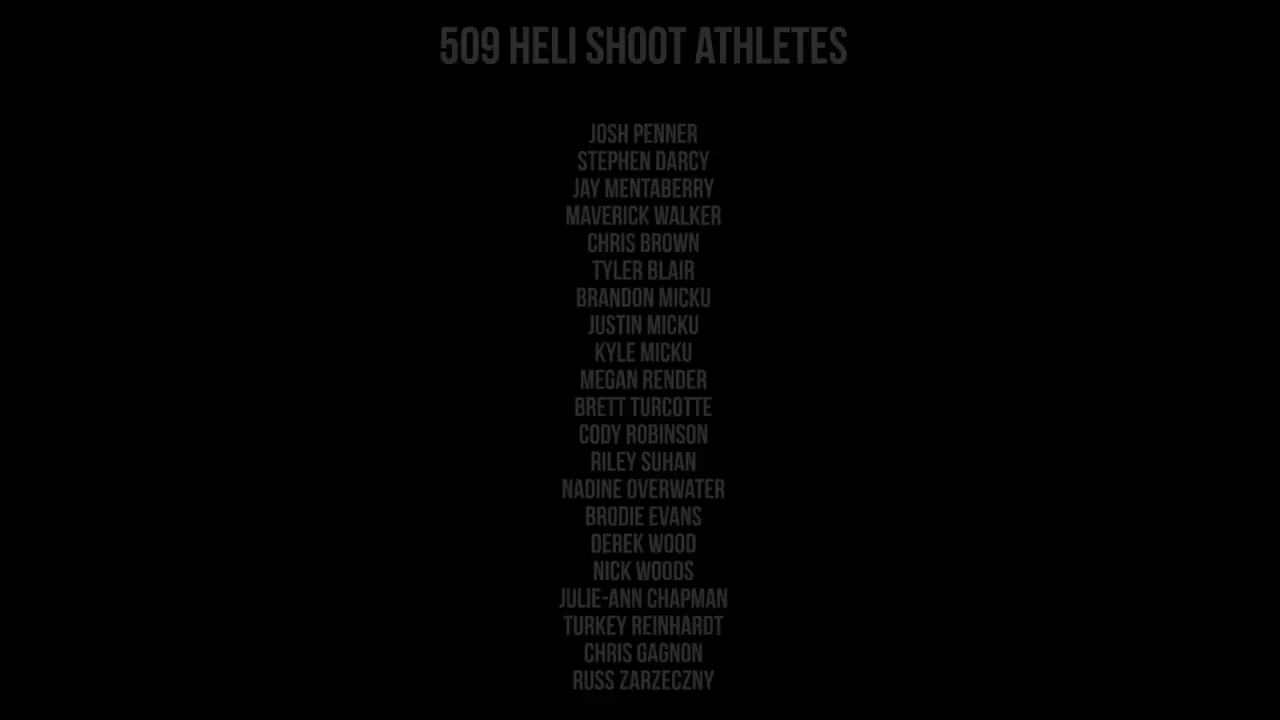 509 HELI SHOOT ATHLETES
JOSH PENNER
STEPHEN DARCY
JAY MENTABERRY
MAVERICK WALKER
CHRIS BROWN
TYLER BLAIR
BRANDON MICKU
JUSTIN MICKU
KYLE MICKU
MEGAN RENDER
BRETT TURCOTTE
CODY ROBINSON
RILEY SUHAN
NADINE OVERWATER
BRODIE EVANS
DEREK WOOD
NICK WOODS
JULIE-ANN CHAPMAN
TURKEY REINHARDT
CHRIS GAGNON
RUSS ZARZECZNY